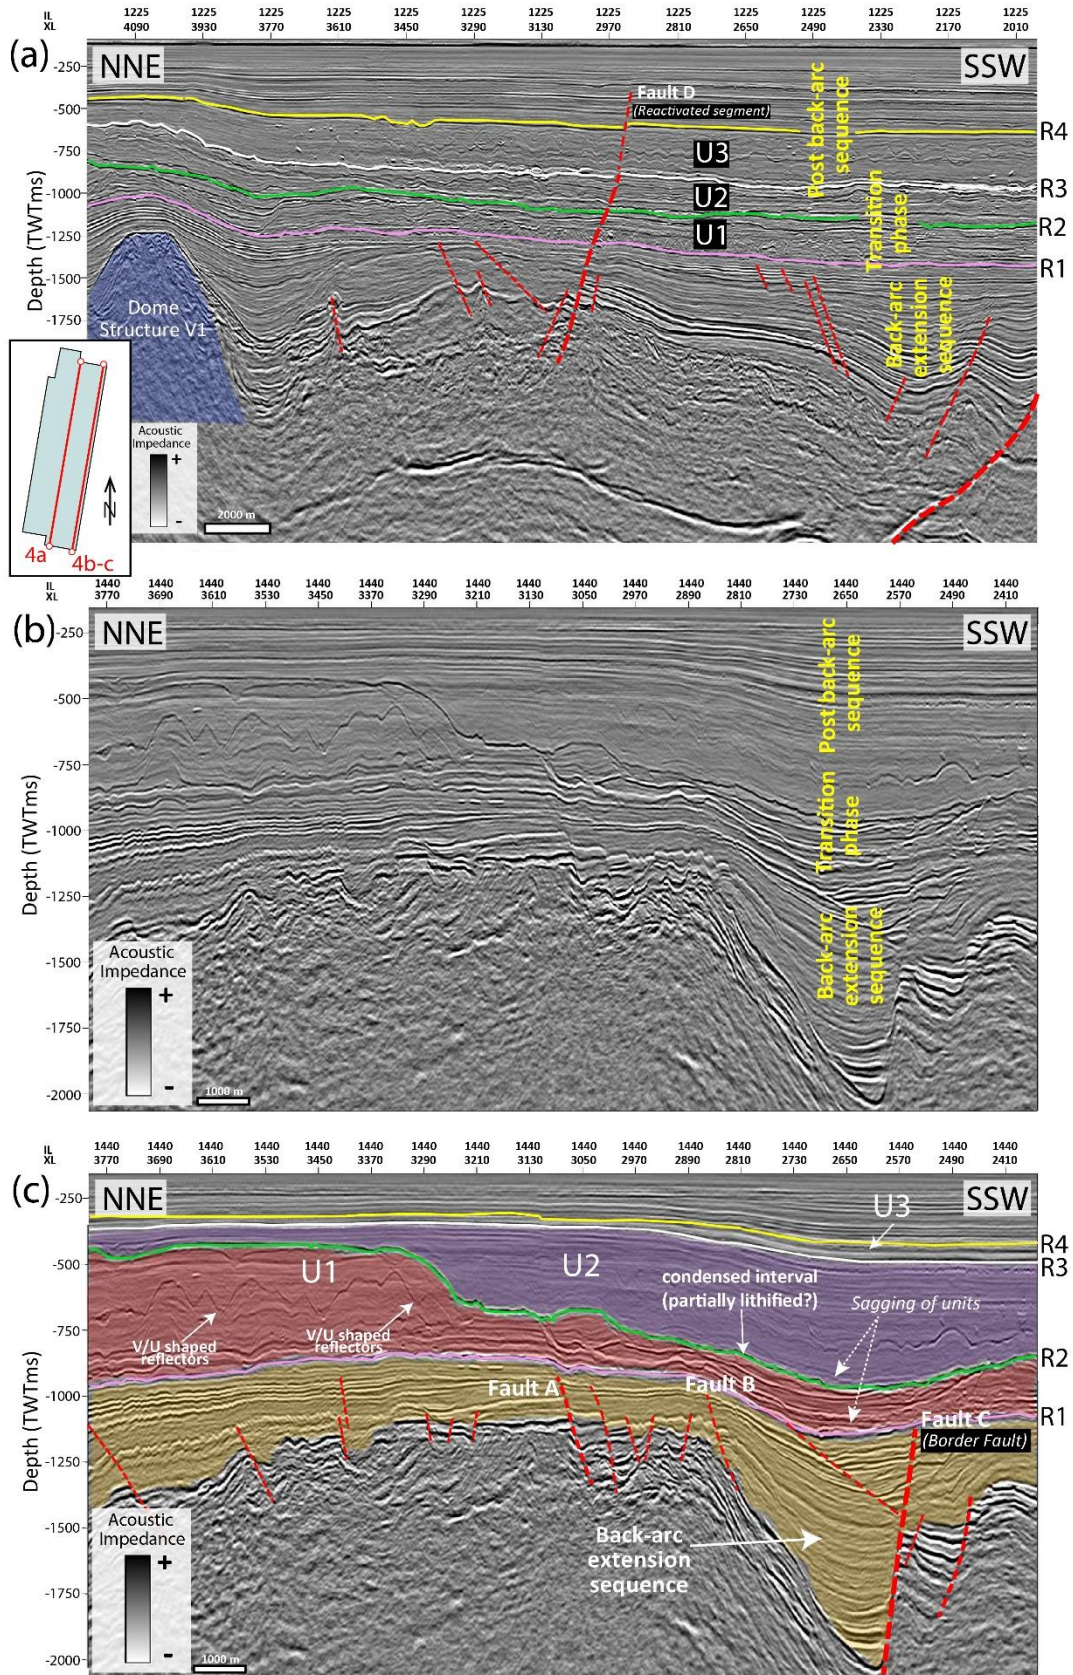 IL 1225 1225 1225 1225 1225 1225 1225 1225 1225 1225 1225 1225 1225 1225
XL 4090 3930 3770 3610 3450 3290 3130 2970 2810 2650 2490 2330 2170 2010
(a) NNE SSW
-250
-500
-750
-1000
-1250
-1500
-1750
Depth (TWTms)
Fault D
(Reactivated segment)
Post back-arc
sequence
Transition
phase
Back-arc
extension
sequence
U3
U2
U1
R4
R3
R2
R1
Dome
Structure V1
Acoustic
Impedance
+
-
2000 m
N
4a
4b-c
IL 1440 1440 1440 1440 1440 1440 1440 1440 1440 1440 1440 1440 1440 1440 1440 1440 1440 1440
XL 3770 3690 3610 3530 3450 3370 3290 3210 3130 3050 2970 2890 2810 2730 2650 2570 2490 2410
(b) NNE SSW
-250
-500
-750
-1000
-1250
-1500
-1750
-2000
Depth (TWTms)
Post back-arc
sequence
Transition
phase
Back-arc
extension
sequence
Acoustic
Impedance
+
-
1000 m
IL 1440 1440 1440 1440 1440 1440 1440 1440 1440 1440 1440 1440 1440 1440 1440 1440 1440 1440
XL 3770 3690 3610 3530 3450 3370 3290 3210 3130 3050 2970 2890 2810 2730 2650 2570 2490 2410
(c) NNE SSW
-250
-500
-750
-1000
-1250
-1500
-1750
-2000
Depth (TWTms)
U3
R4
R3
R2
R1
U1
U2
condensed interval
(partially lithified?)
Sagging of units
V/U shaped
reflectors
V/U shaped
reflectors
Fault A
Fault B
Fault C
(Border Fault)
Back-arc
extension
sequence
Acoustic
Impedance
+
-
1000 m